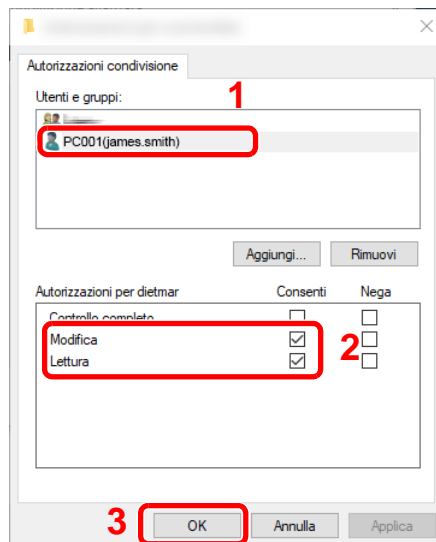 Autorizzazioni condivisione
Utenti e gruppi:
1
PC001(james.smith)
Aggiungi... Rimuovi
Autorizzazioni per dietmar Consenti Nega
Controllo completo
Modifica
2
Lettura
3
OK Annulla Applica